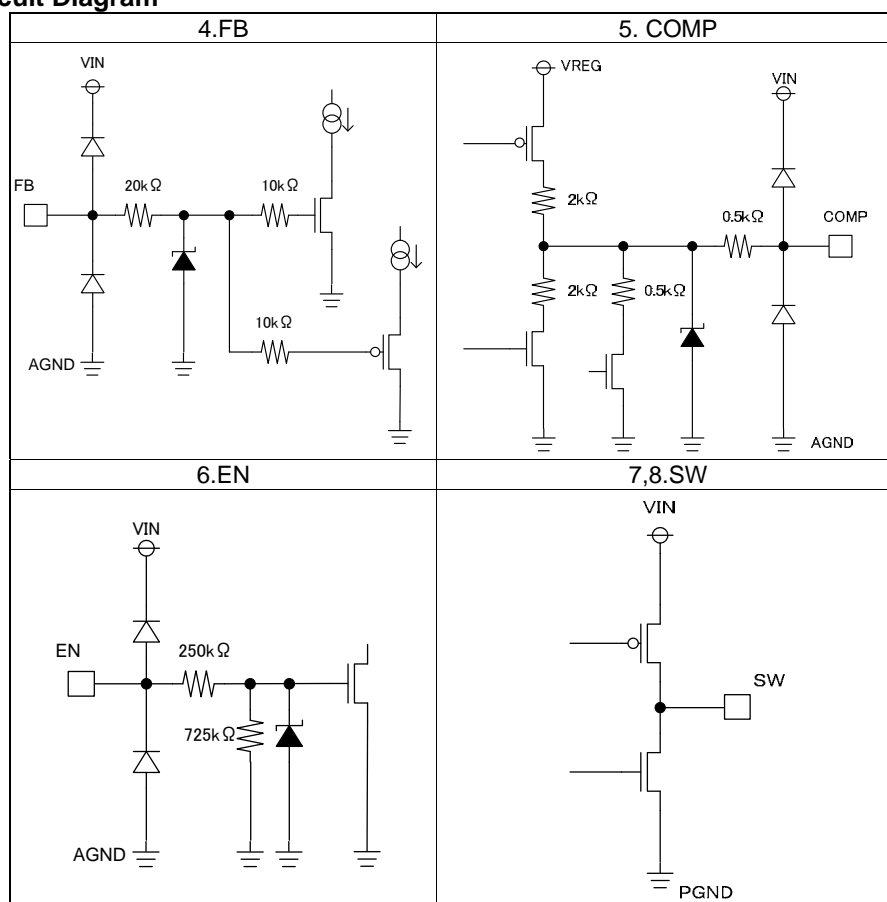 cuit Diagram
4.FB
5. COMP
VIN
FB
20kΩ
10kΩ
10kΩ
AGND
VREG
VIN
2kΩ
0.5kΩ
COMP
2kΩ
0.5kΩ
AGND
6.EN
7,8.SW
VIN
EN
250kΩ
725kΩ
AGND
VIN
SW
PGND